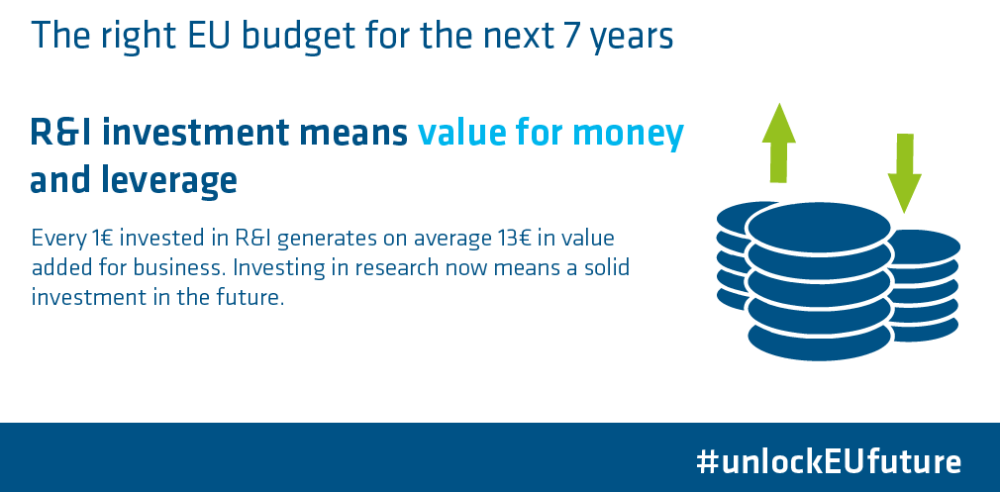 The right EU budget for the next 7 years
R&I investment means value for money
and leverage
Every 1€ invested in R&I generates on average 13€ in value
added for business. Investing in research now means a solid
investment in the future.
#unlockEUfuture